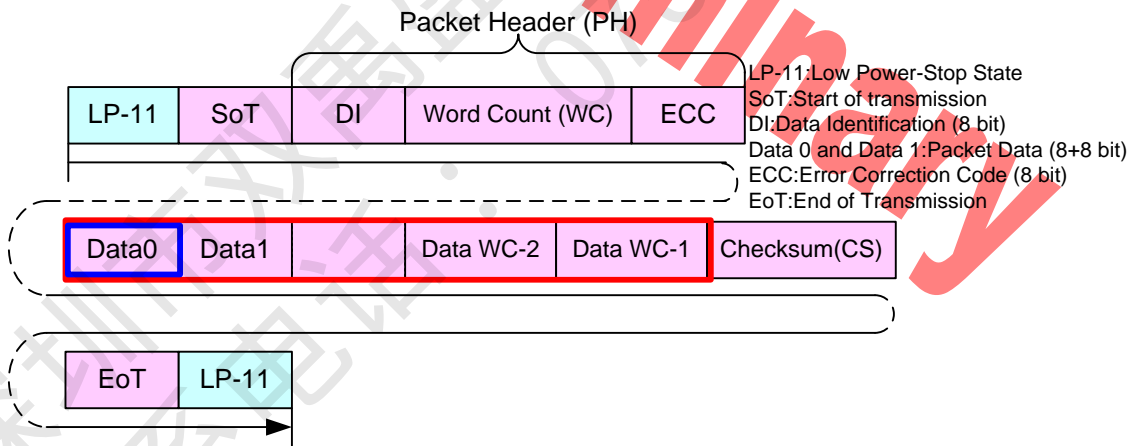 Packet Header (PH)
LP-11 SoT DI Word Count (WC) ECC
LP-11:Low Power-Stop State
SoT:Start of transmission
DI:Data Identification (8 bit)
Data 0 and Data 1:Packet Data (8+8 bit)
ECC:Error Correction Code (8 bit)
EoT:End of Transmission
Data0 Data1 Data WC-2 Data WC-1 Checksum(CS)
EoT LP-11